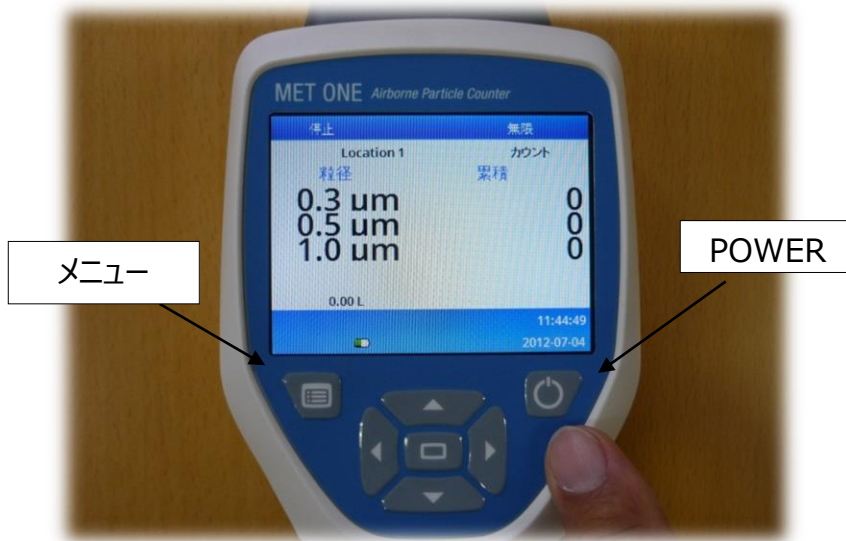 MET ONE Airborne Particle Counter
停止 無限
Location 1 カウント
粒径 累積
0.3 um 0
0.5 um 0
1.0 um 0
メニュー
POWER
0.00 L
11:44:49
2012-07-04